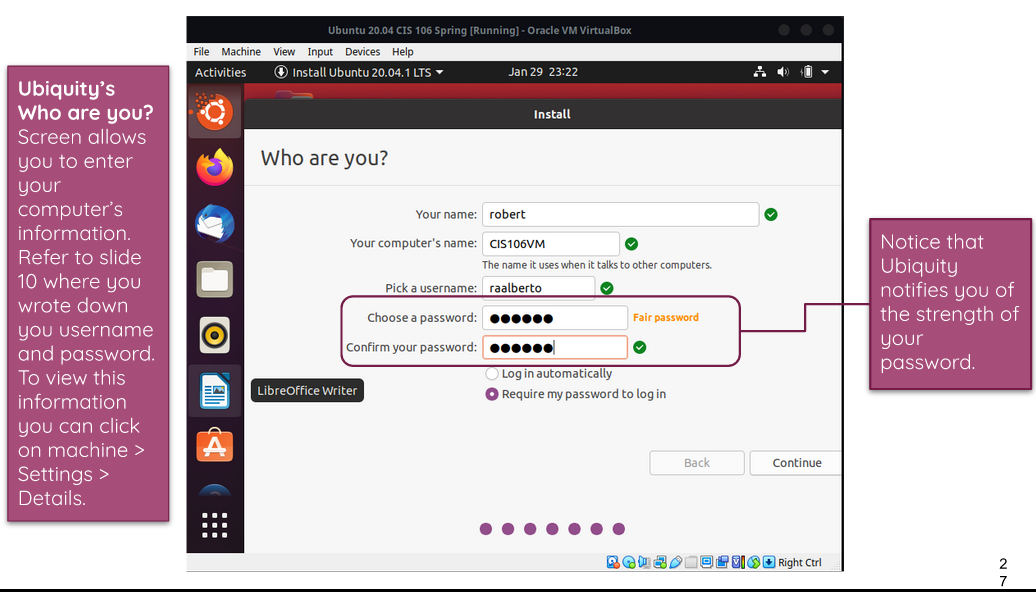 Ubuntu 20.04 CIS 106 Spring [Running] - Oracle VM VirtualBox
File Machine View Input Devices Help
Activities Install Ubuntu 20.04.1 LTS Jan 29 23:22
Install
Who are you?
Your name: robert
Your computer's name: CIS106VM
The name it uses when it talks to other computers.
Pick a username: raalberto
Choose a password: ●●●●●● Fair password
Confirm your password: ●●●●●●
Log in automatically
Require my password to log in
LibreOffice Writer
Back Continue
Right Ctrl
Ubiquity's
Who are you?
Screen allows
you to enter
your
computer's
information.
Refer to slide
10 where you
wrote down
you username
and password.
To view this
information
you can click
on machine >
Settings >
Details.
Notice that
Ubiquity
notifies you of
the strength of
your
password.
2
7